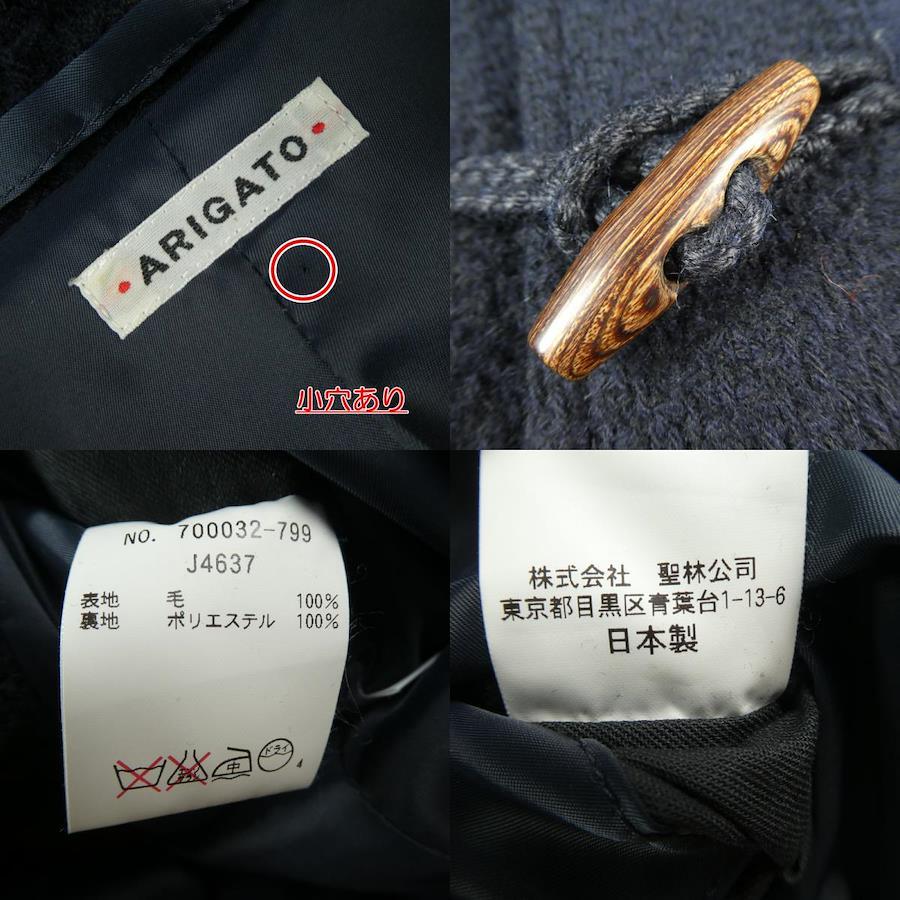 ARIGATO
小穴あり
NO. 700032-799
J4637
表地 毛 100%
裏地 ポリエステル 100%
中 ドライ
4
株式会社 聖林公司
東京都目黒区青葉台1-13-6
日本製